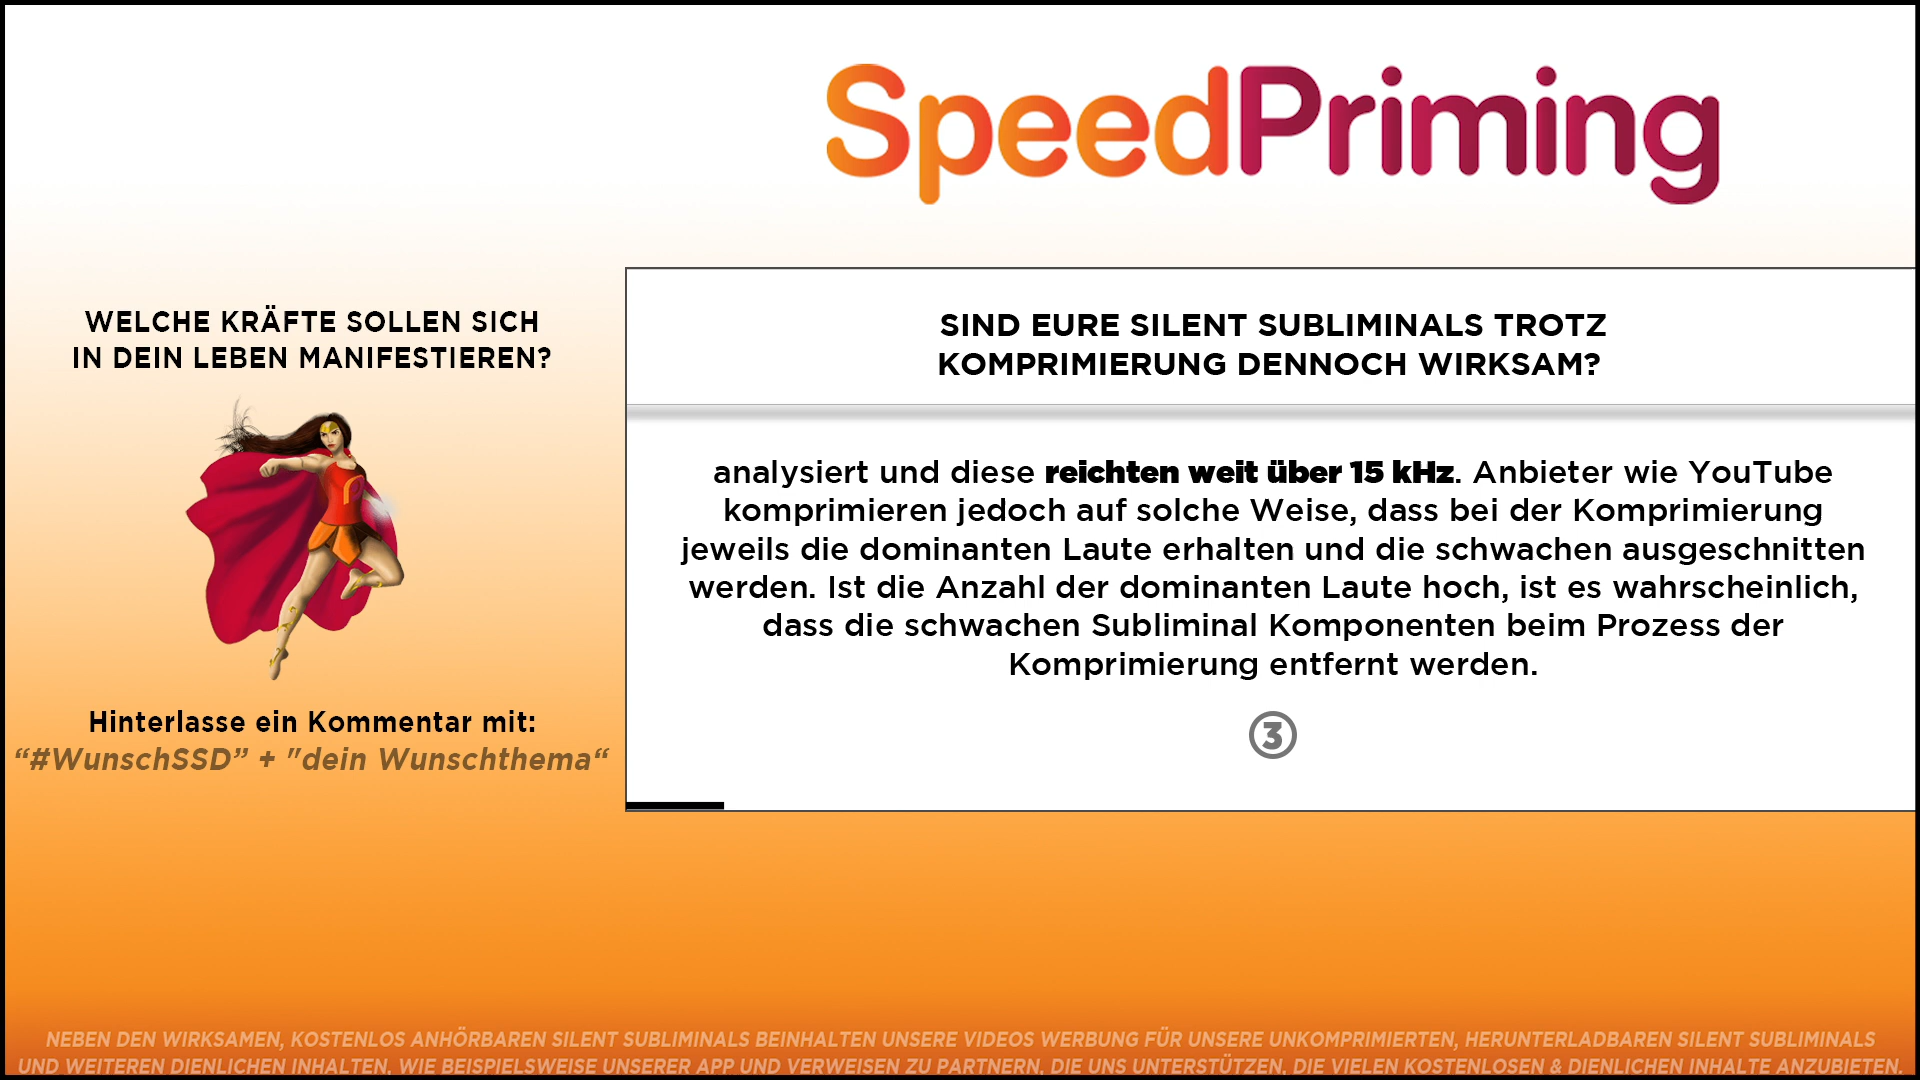 SpeedPriming
WELCHE KRÄFTE SOLLEN SICH
IN DEIN LEBEN MANIFESTIEREN?
Hinterlasse ein Kommentar mit:
“#WunschSSD” + "dein Wunschthema“
SIND EURE SILENT SUBLIMINALS TROTZ
KOMPRIMIERUNG DENNOCH WIRKSAM?
analysiert und diese reichten weit über 15 kHz. Anbieter wie YouTube
komprimieren jedoch auf solche Weise, dass bei der Komprimierung
jeweils die dominanten Laute erhalten und die schwachen ausgeschnitten
werden. Ist die Anzahl der dominanten Laute hoch, ist es wahrscheinlich,
dass die schwachen Subliminal Komponenten beim Prozess der
Komprimierung entfernt werden.
3
NEBEN DEN WIRKSAMEN, KOSTENLOS ANHÖRBAREN SILENT SUBLIMINALS BEINHALTEN UNSERE VIDEOS WERBUNG FÜR UNSERE UNKOMPRIMIERTEN, HERUNTERLADBAREN SILENT SUBLIMINALS
UND WEITEREN DIENLICHEN INHALTEN, WIE BEISPIELSWEISE UNSERER APP UND VERWEISEN ZU PARTNERN, DIE UNS UNTERSTÜTZEN, DIE VIELEN KOSTENLOSEN & DIENLICHEN INHALTE ANZUBIETEN.